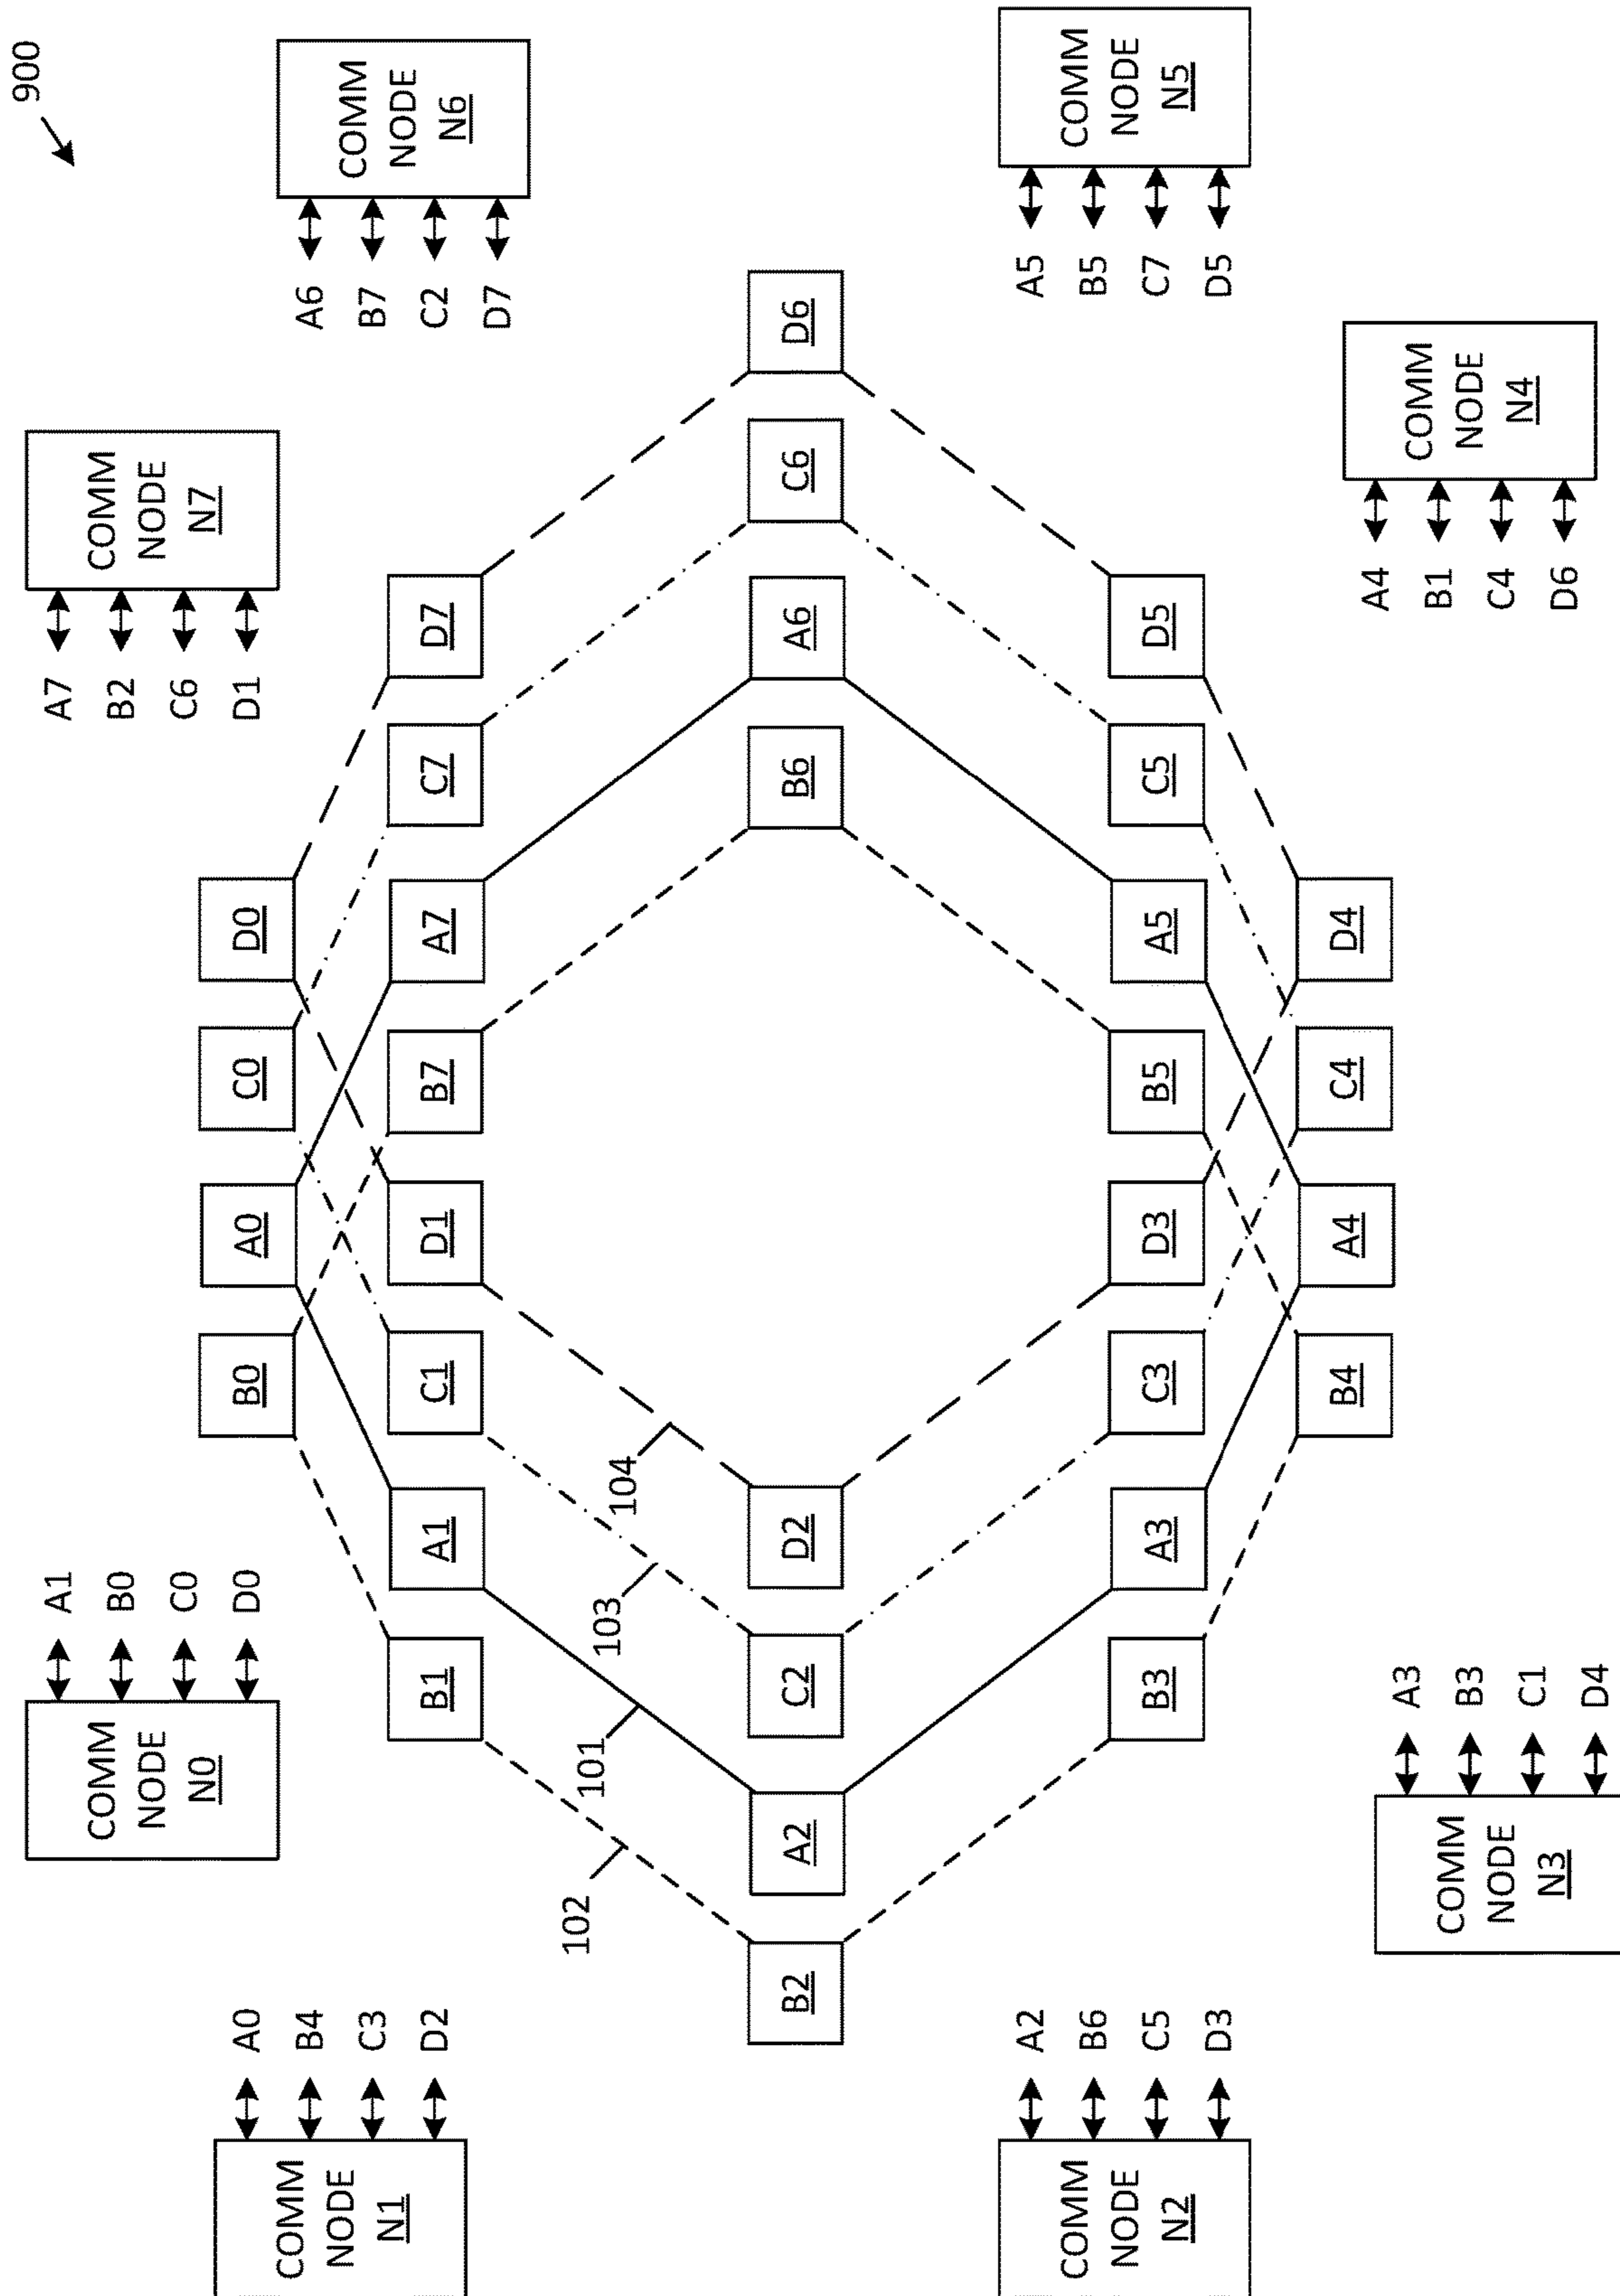 900
COMM
NODE
N0
A1
B0
C0
D0
COMM
NODE
N7
A7
B2
C6
D1
COMM
NODE
N1
A0
B4
C3
D2
COMM
NODE
N6
A6
B7
C2
D7
B0
A0
C0
D0
B1
A1
C1
D1
B7
A7
C7
D7
102
101
103
104
B2
A2
C2
D2
B6
A6
C6
D6
B3
A3
C3
D3
B5
A5
C5
D5
B4
A4
C4
D4
COMM
NODE
N2
A2
B6
C5
D3
COMM
NODE
N5
A5
B5
C7
D5
COMM
NODE
N3
A3
B3
C1
D4
COMM
NODE
N4
A4
B1
C4
D6